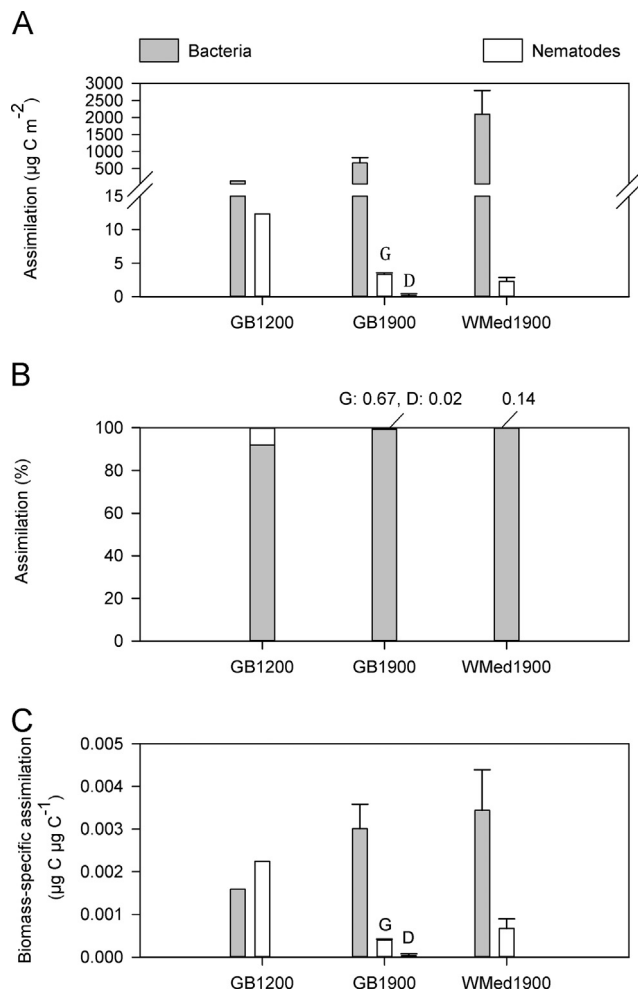 A
Bacteria
Nematodes
Assimilation (µg C m⁻²)
3000
2500
2000
1500
1000
500
15
10
5
0
G
D
GB1200
GB1900
WMed1900
B
G: 0.67, D: 0.02
0.14
Assimilation (%)
100
80
60
40
20
0
GB1200
GB1900
WMed1900
C
Biomass-specific assimilation
(µg C µg C⁻¹)
0.005
0.004
0.003
0.002
0.001
0.000
G
D
GB1200
GB1900
WMed1900